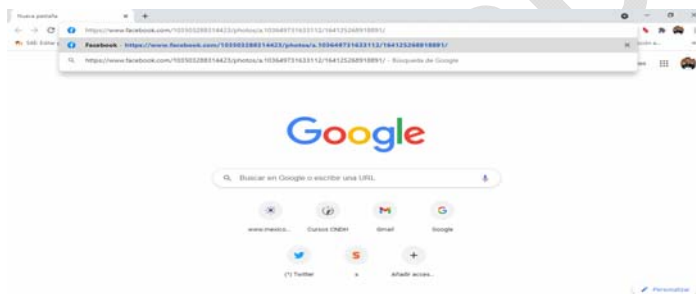 Nueva pestaña
https://www.facebook.com/103503288314423/photos/a.103649731633112/164125268918891/
Facebook - https://www.facebook.com/103503288314423/photos/a.103649731633112/164125268918891/
https://www.facebook.com/103503288314423/photos/a.103649731633112/164125268918891/ - Búsqueda de Google
Google
Buscar en Google o escribir una URL
www.mexico... Cursos CNDH Gmail Google
(*) Twitter a Añadir acces...
Personalizar